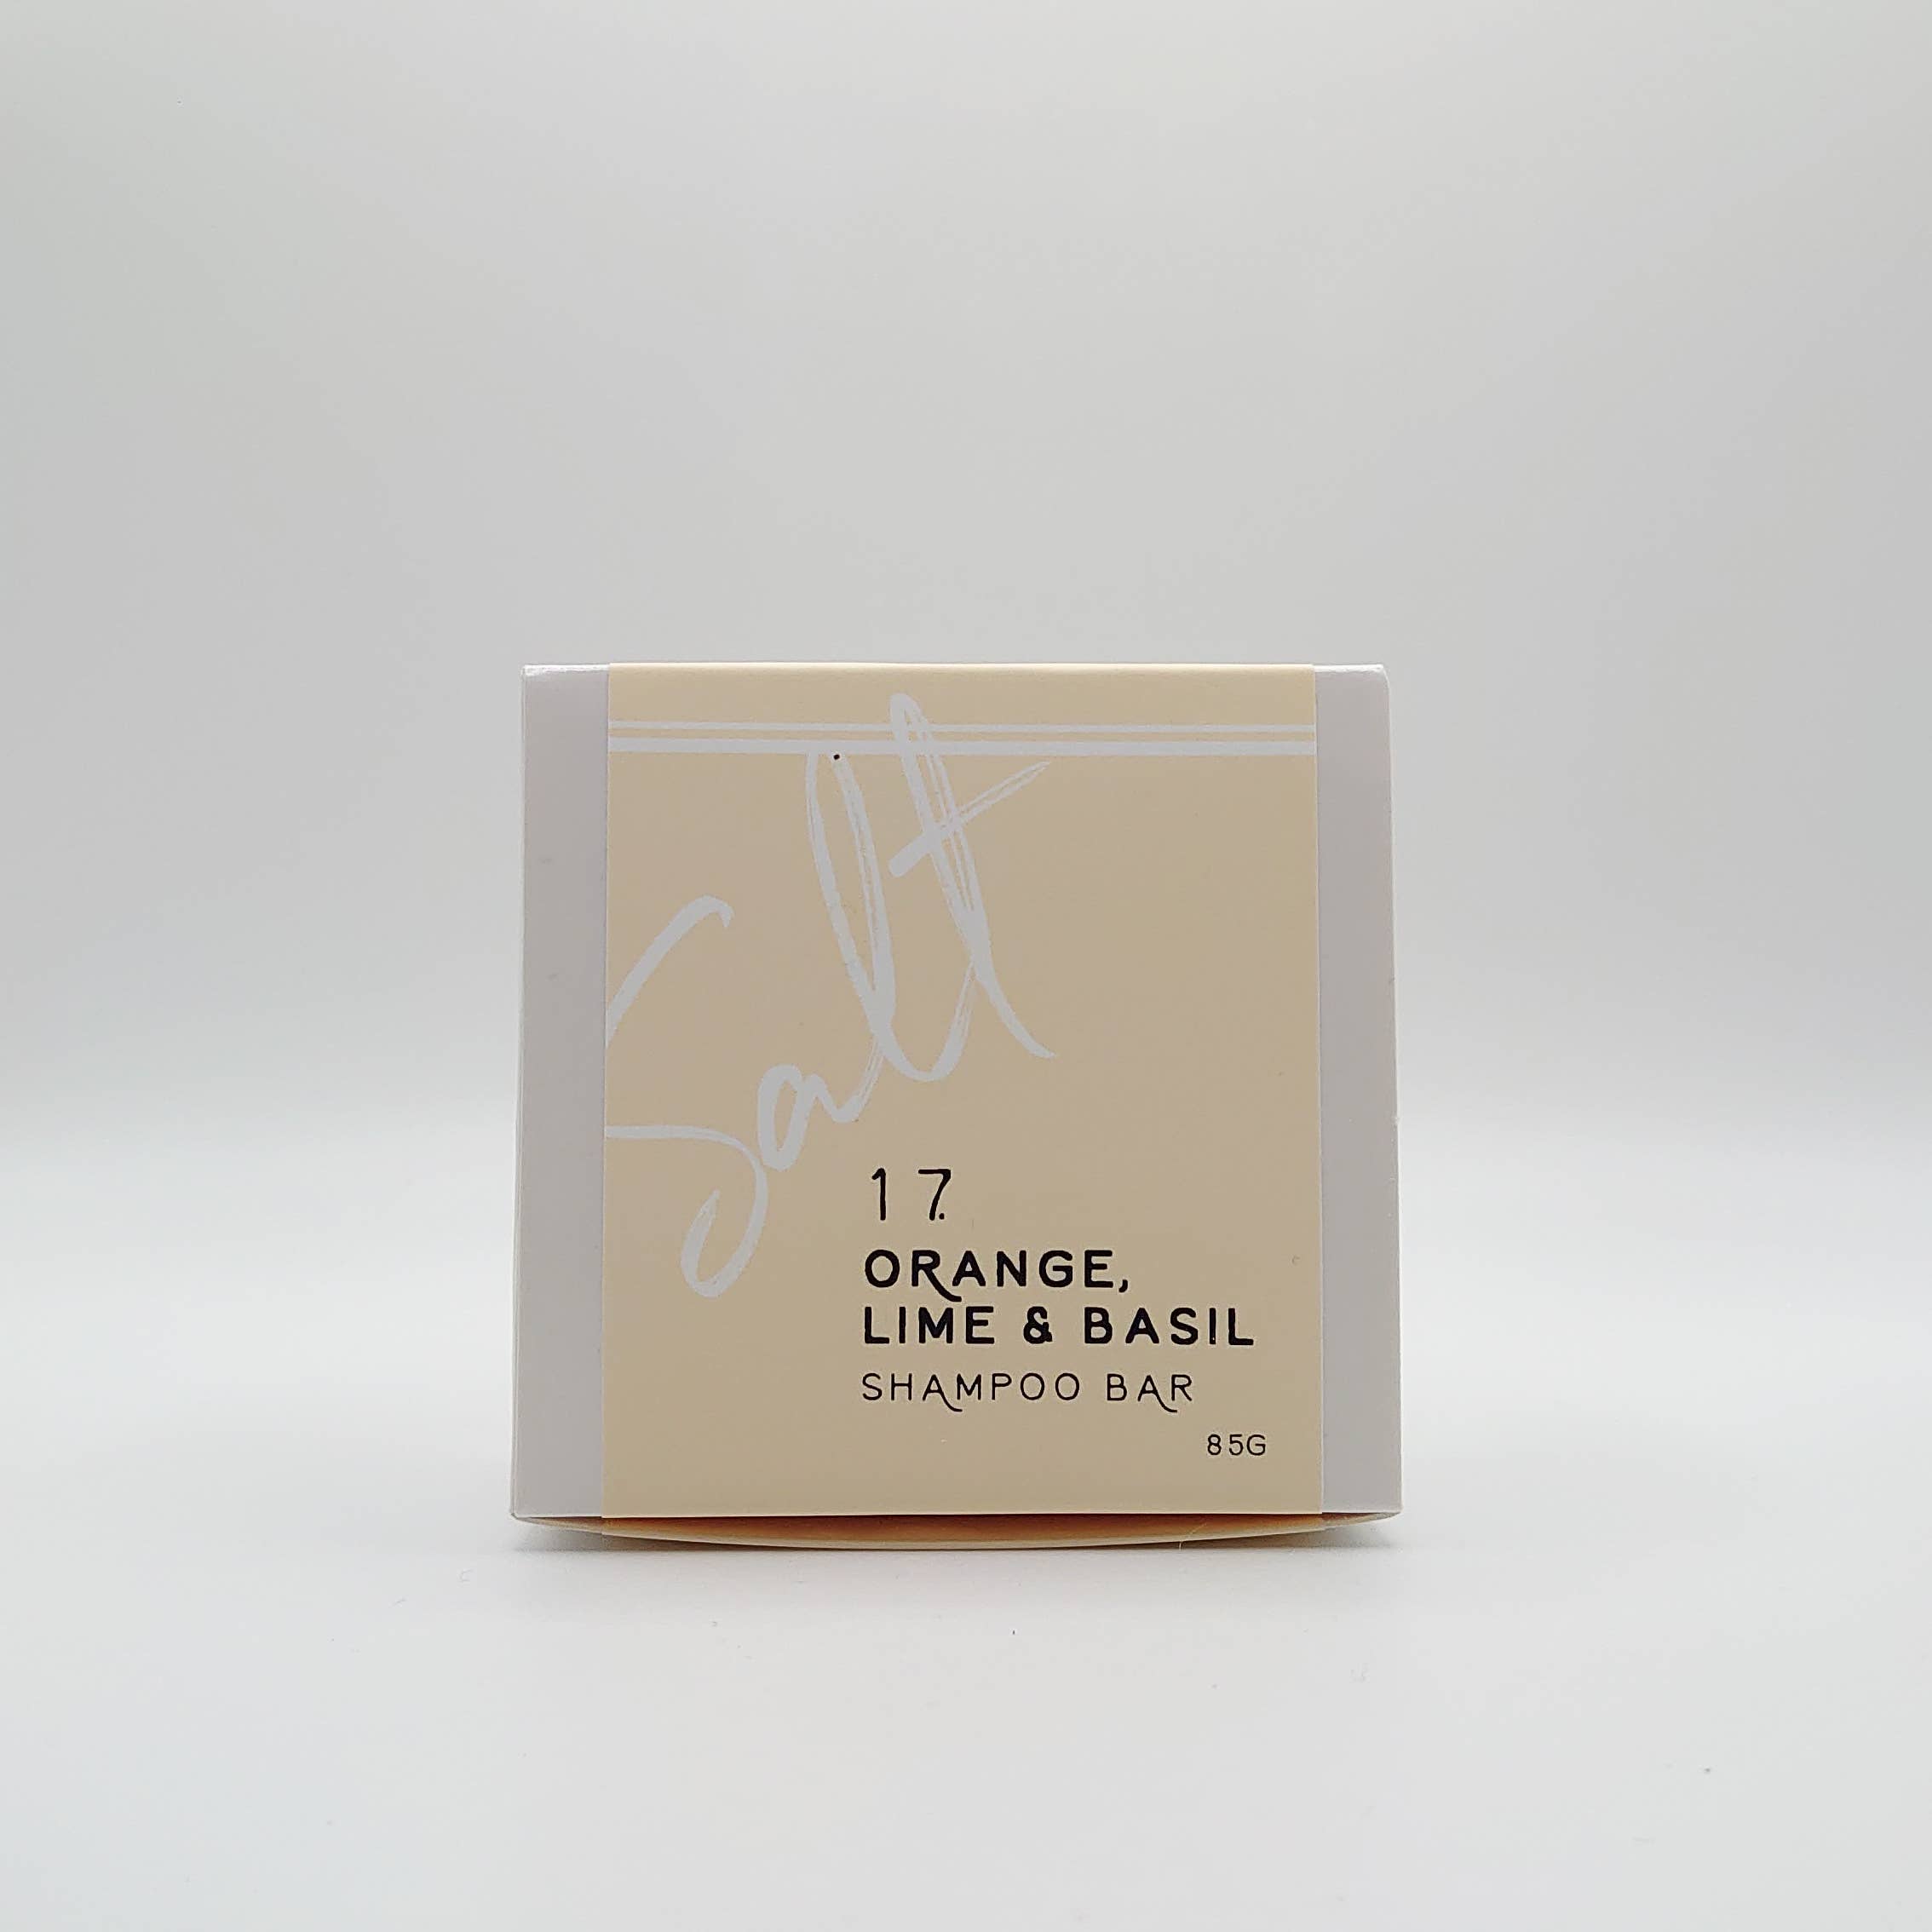 Salt
17.
ORANGE,
LIME & BASIL
SHAMPOO BAR
85G